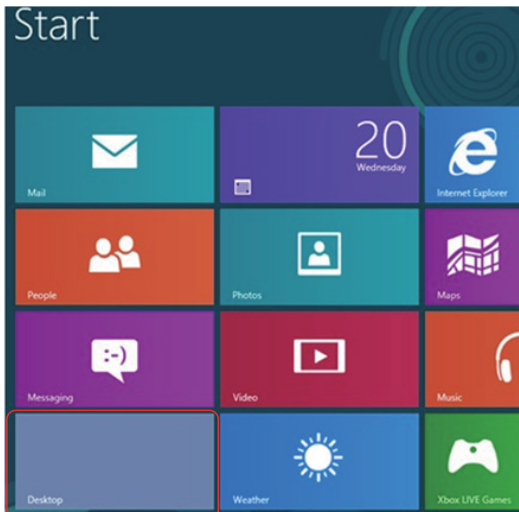 Start
Mail
20
Wednesday
Internet Explorer
People
Photos
Maps
:-)
Messaging
Video
Music
Desktop
Weather
Xbox LIVE Games